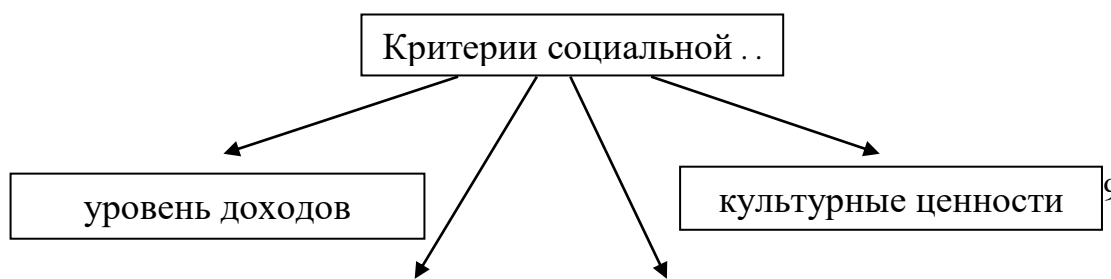 Критерии социальной . .
уровень доходов
культурные ценности